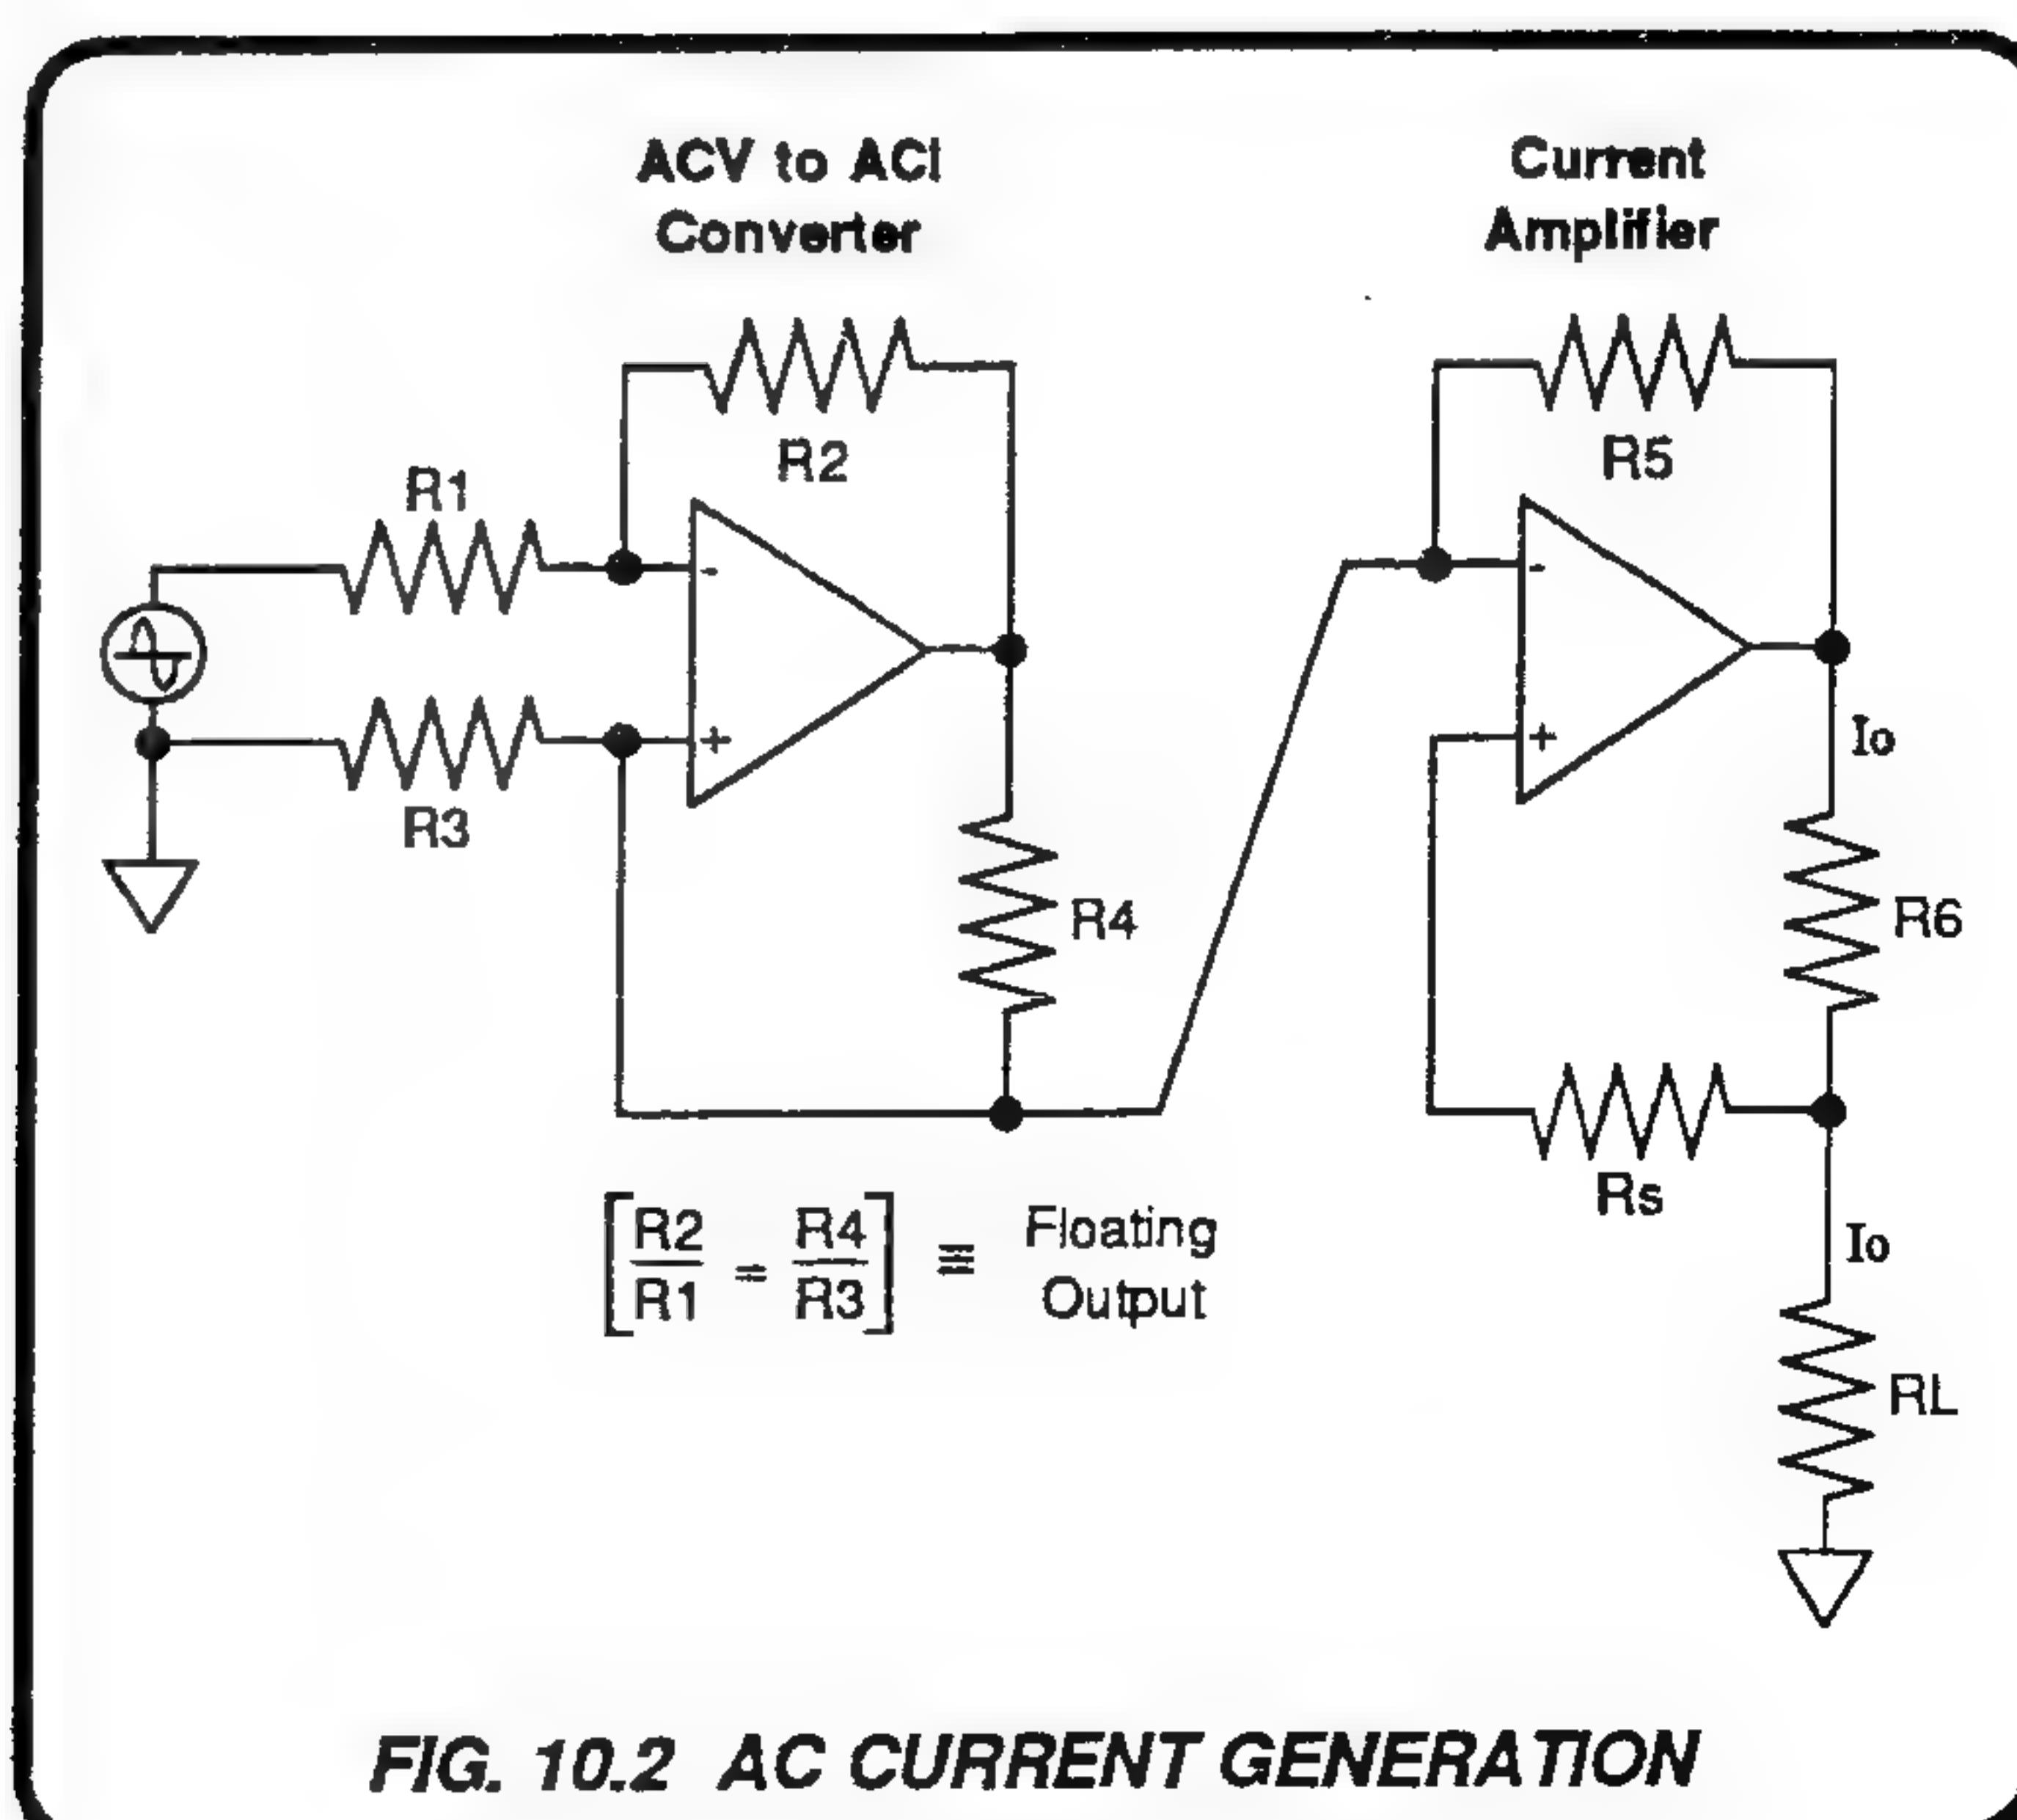 ACV to ACI
Converter
Current
Amplifier
R1
R2
R3
R4
-
+
R5
-
+
Io
R6
Rs
Io
RL
[R2/R1 = R4/R3] ≡ Floating
Output
FIG. 10.2 AC CURRENT GENERATION